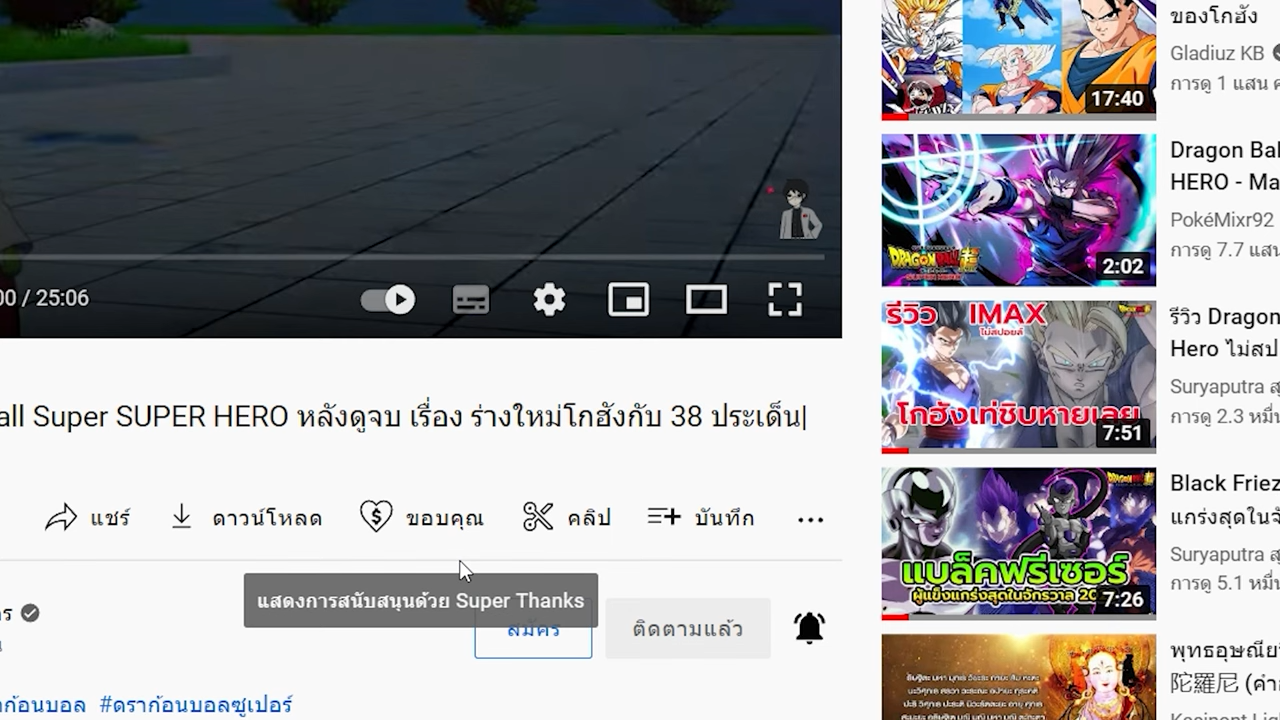 00 / 25:06
all Super SUPER HERO หลังดูจบ เรื่อง ร่างใหม่โกฮังกับ 38 ประเด็น|
แชร์
ดาวน์โหลด
ขอบคุณ
คลิป
บันทึก
แสดงการสนับสนุนด้วย Super Thanks
สมัคร
ติดตามแล้ว
#ดราก้อนบอลซูเปอร์
ของโกฮัง
Gladiuz KB
การดู 1 แสน
17:40
Dragon Bal
HERO - Ma
PokéMixr92
การดู 7.7 แสน
DRAGON BALL 超
SUPER HERO
2:02
รีวิว IMAX
ไม่สปอยล์
โกฮังเท่ชิบหายเลย
7:51
รีวิว Dragon
Hero ไม่สป
Suryaputra
การดู 2.3 หมื่น
แบล็คฟรีเซอร์
ผู้แข็งแกร่งสุดในจักรวาล
7:26
Black Friez
แกร่งสุดในจั
Suryaputra
การดู 5.1 หมื่น
พุทธอุษณีย
陀羅尼